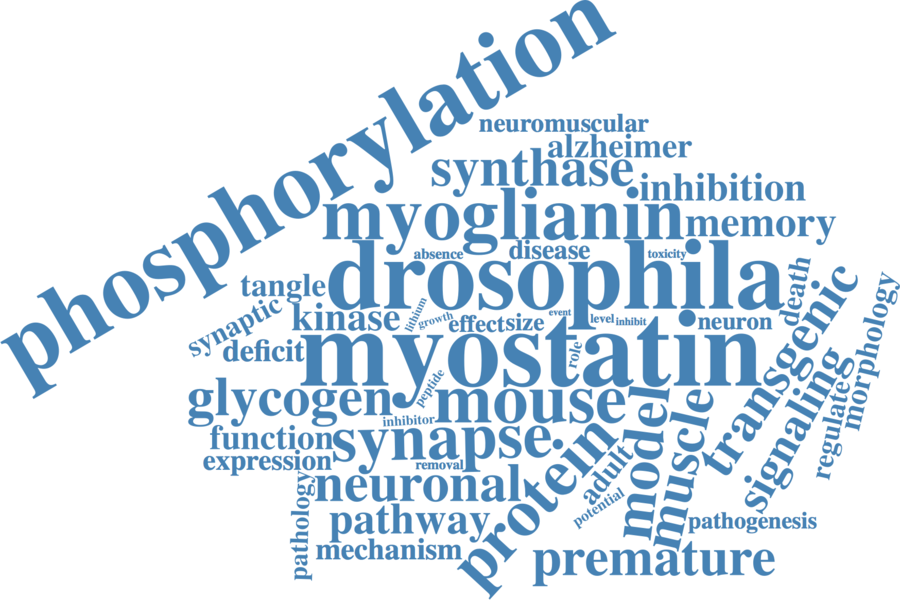 phosphorylation
neuromuscular
alzheimer
synthase
inhibition
myoglianin
memory
absence
disease
toxicity
drosophila
death
tangle
transgenic
morphology
synaptic
kinase
lithium
growth
effectsize
event
level
inhibit
neuron
deficit
myostatin
role
peptide
glycogen
mouse
inhibitor
signaling
regulate
function
synapse
model
muscle
expression
removal
protein
adult
pathology
neuronal
potential
pathway
pathogenesis
mechanism
premature